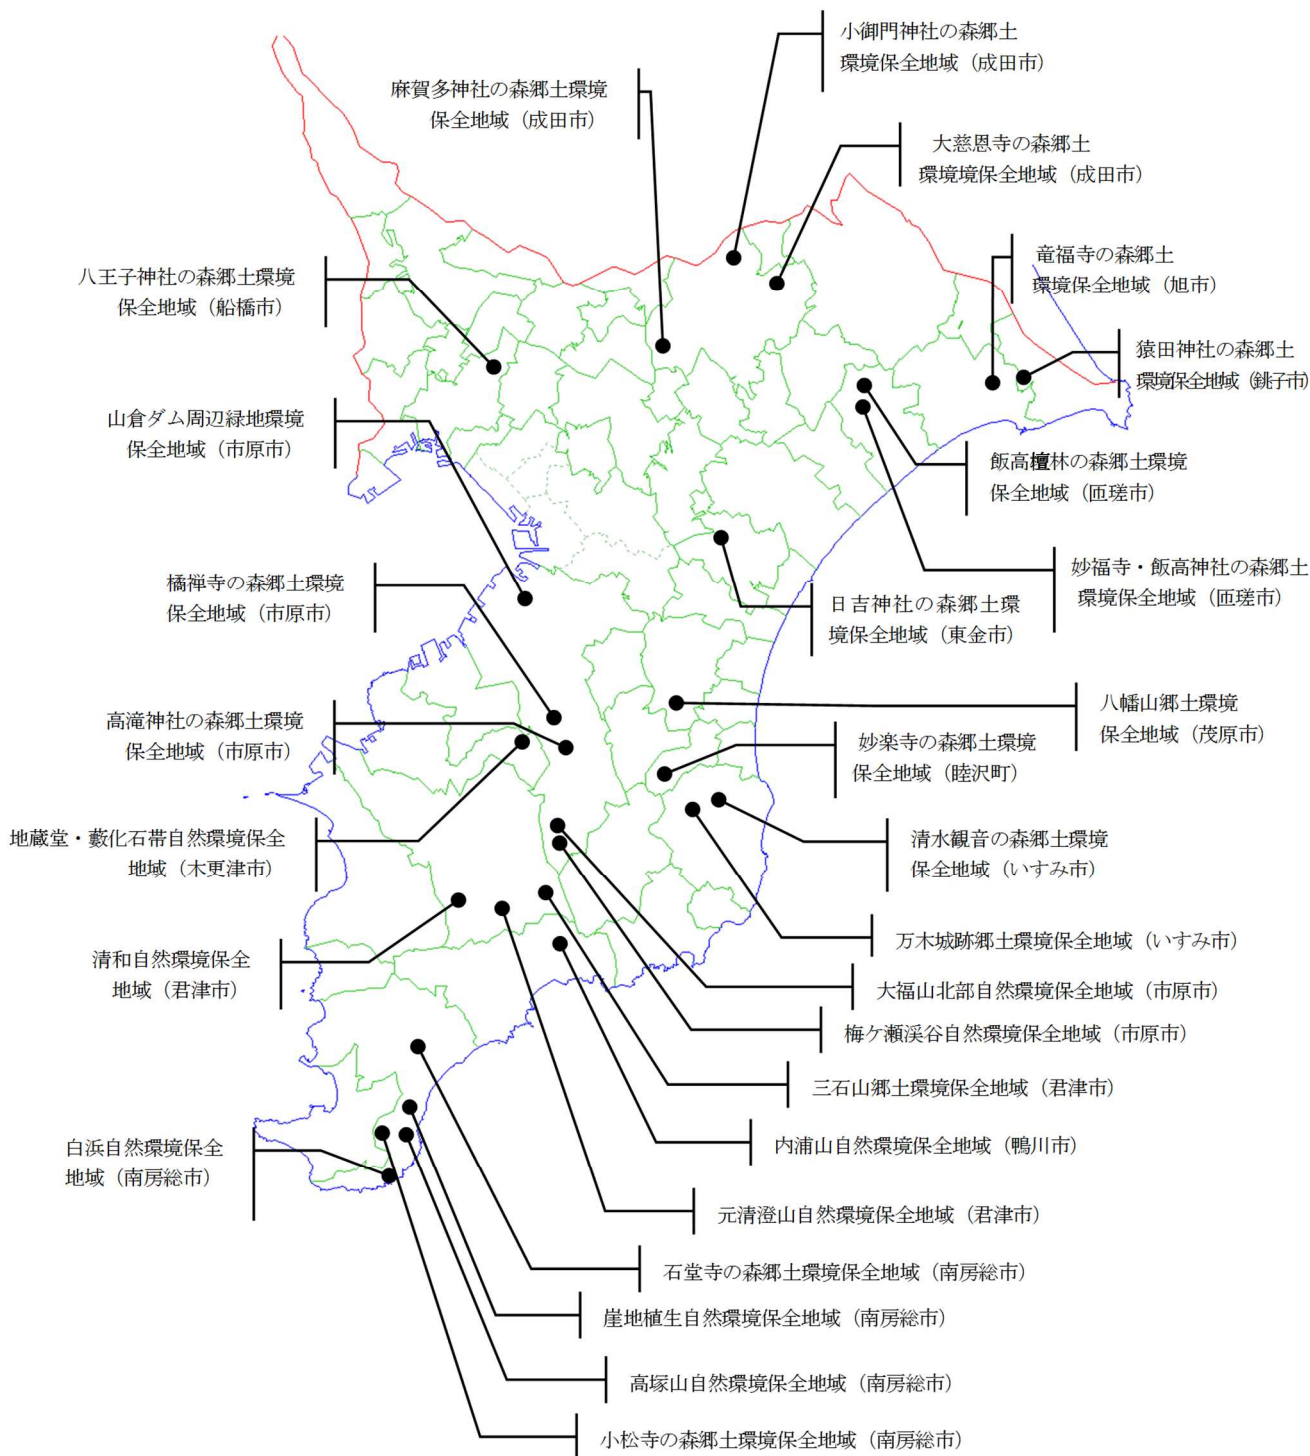 小御門神社の森郷土
環境保全地域（成田市）
麻賀多神社の森郷土環境
保全地域（成田市）
大慈恩寺の森郷土
環境境保全地域（成田市）
竜福寺の森郷土
環境保全地域（旭市）
八王子神社の森郷土環境
保全地域（船橋市）
猿田神社の森郷土
環境保全地域（銚子市）
山倉ダム周辺緑地環境
保全地域（市原市）
飯高檀林の森郷土環境
保全地域（匝瑳市）
妙福寺・飯高神社の森郷土
環境保全地域（匝瑳市）
橘禅寺の森郷土環境
保全地域（市原市）
日吉神社の森郷土環
境保全地域（東金市）
八幡山郷土環境
保全地域（茂原市）
高滝神社の森郷土環境
保全地域（市原市）
妙楽寺の森郷土環境
保全地域（睦沢町）
地蔵堂・藪化石帯自然環境保全
地域（木更津市）
清水観音の森郷土環境
保全地域（いすみ市）
万木城跡郷土環境保全地域（いすみ市）
清和自然環境保全
地域（君津市）
大福山北部自然環境保全地域（市原市）
梅ケ瀬渓谷自然環境保全地域（市原市）
三石山郷土環境保全地域（君津市）
内浦山自然環境保全地域（鴨川市）
白浜自然環境保全
地域（南房総市）
元清澄山自然環境保全地域（君津市）
石堂寺の森郷土環境保全地域（南房総市）
崖地植生自然環境保全地域（南房総市）
高塚山自然環境保全地域（南房総市）
小松寺の森郷土環境保全地域（南房総市）